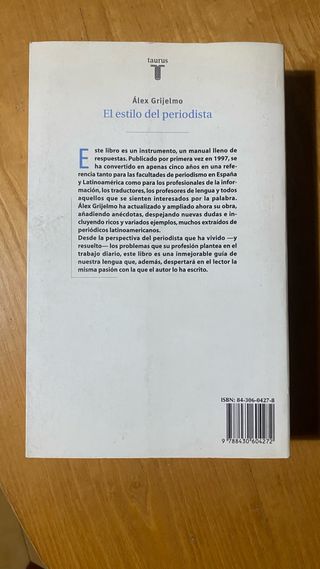 taurus
T
Álex Grijelmo
El estilo del periodista
Este libro es un instrumento, un manual lleno de
respuestas. Publicado por primera vez en 1997, se
ha convertido en apenas cinco años en una refe-
rencia tanto para las facultades de periodismo en España
y Latinoamérica como para los profesionales de la infor-
mación, los traductores, los profesores de lengua y todos
aquellos que se sienten interesados por la palabra.
Álex Grijelmo ha actualizado y ampliado ahora su obra,
añadiendo anécdotas, despejando nuevas dudas e in-
cluyendo ricos y variados ejemplos, muchos extraídos de
periódicos latinoamericanos.
Desde la perspectiva del periodista que ha vivido —y
resuelto— los problemas que su profesión plantea en el
trabajo diario, este libro es una inmejorable guía de
nuestra lengua que, además, despertará en el lector la
misma pasión con la que el autor lo ha escrito.
ISBN: 84-306-0427-8
9 788430 604272